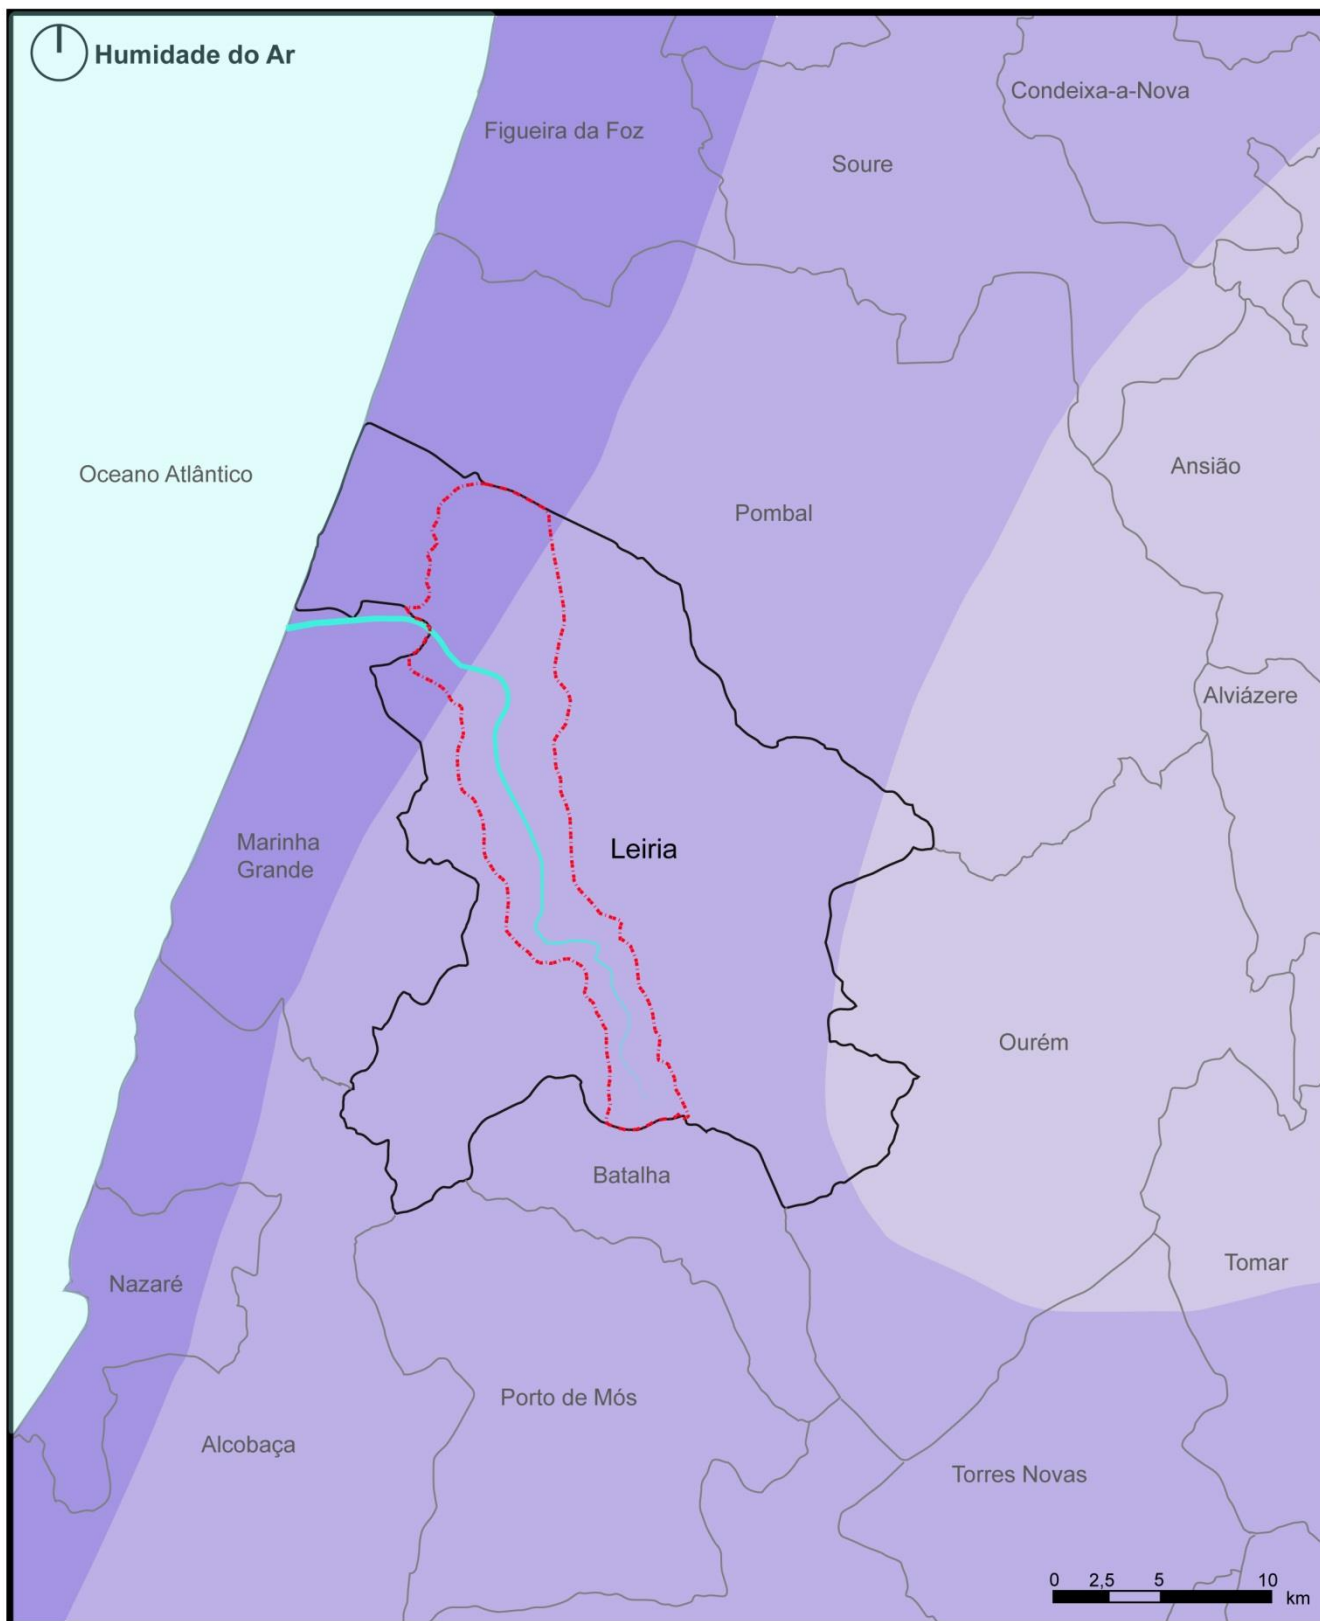 Humidade do Ar
Condeixa-a-Nova
Figueira da Foz
Soure
Ansião
Oceano Atlântico
Pombal
Alviázere
Marinha
Grande
Leiria
Ourém
Batalha
Tomar
Nazaré
Porto de Mós
Alcobaça
Torres Novas
0 2,5 5 10
km